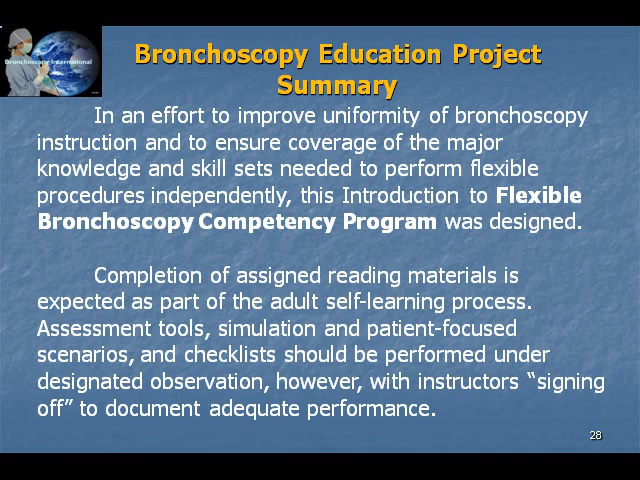 Bronchoscopy International
Bronchoscopy Education Project
Summary
In an effort to improve uniformity of bronchoscopy
instruction and to ensure coverage of the major
knowledge and skill sets needed to perform flexible
procedures independently, this Introduction to Flexible
Bronchoscopy Competency Program was designed.
Completion of assigned reading materials is
expected as part of the adult self-learning process.
Assessment tools, simulation and patient-focused
scenarios, and checklists should be performed under
designated observation, however, with instructors “signing
off” to document adequate performance.
28